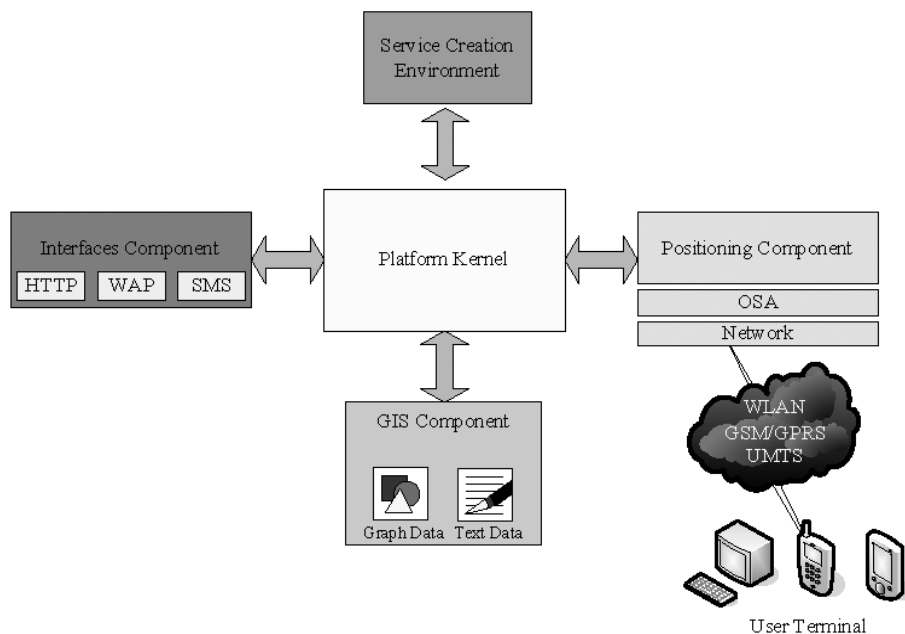 Service Creation
Environment
Interfaces Component
HTTP WAP SMS
Platform Kernel
Positioning Component
OSA
Network
GIS Component
Graph Data Text Data
WLAN
GSM/GPRS
UMTS
User Terminal